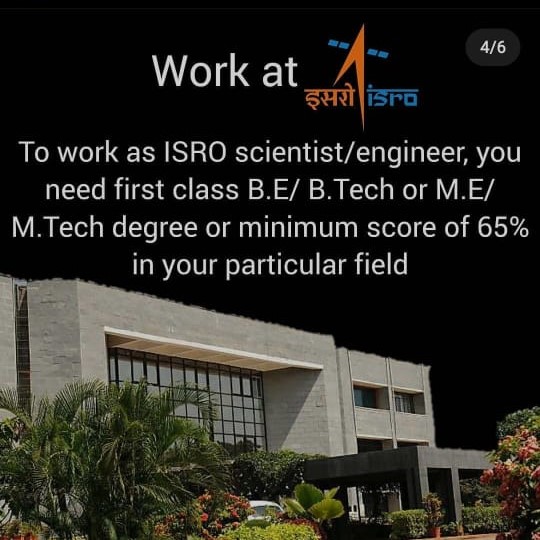 4/6
Work at
इसरो isro
To work as ISRO scientist/engineer, you
need first class B.E/ B.Tech or M.E/
M.Tech degree or minimum score of 65%
in your particular field